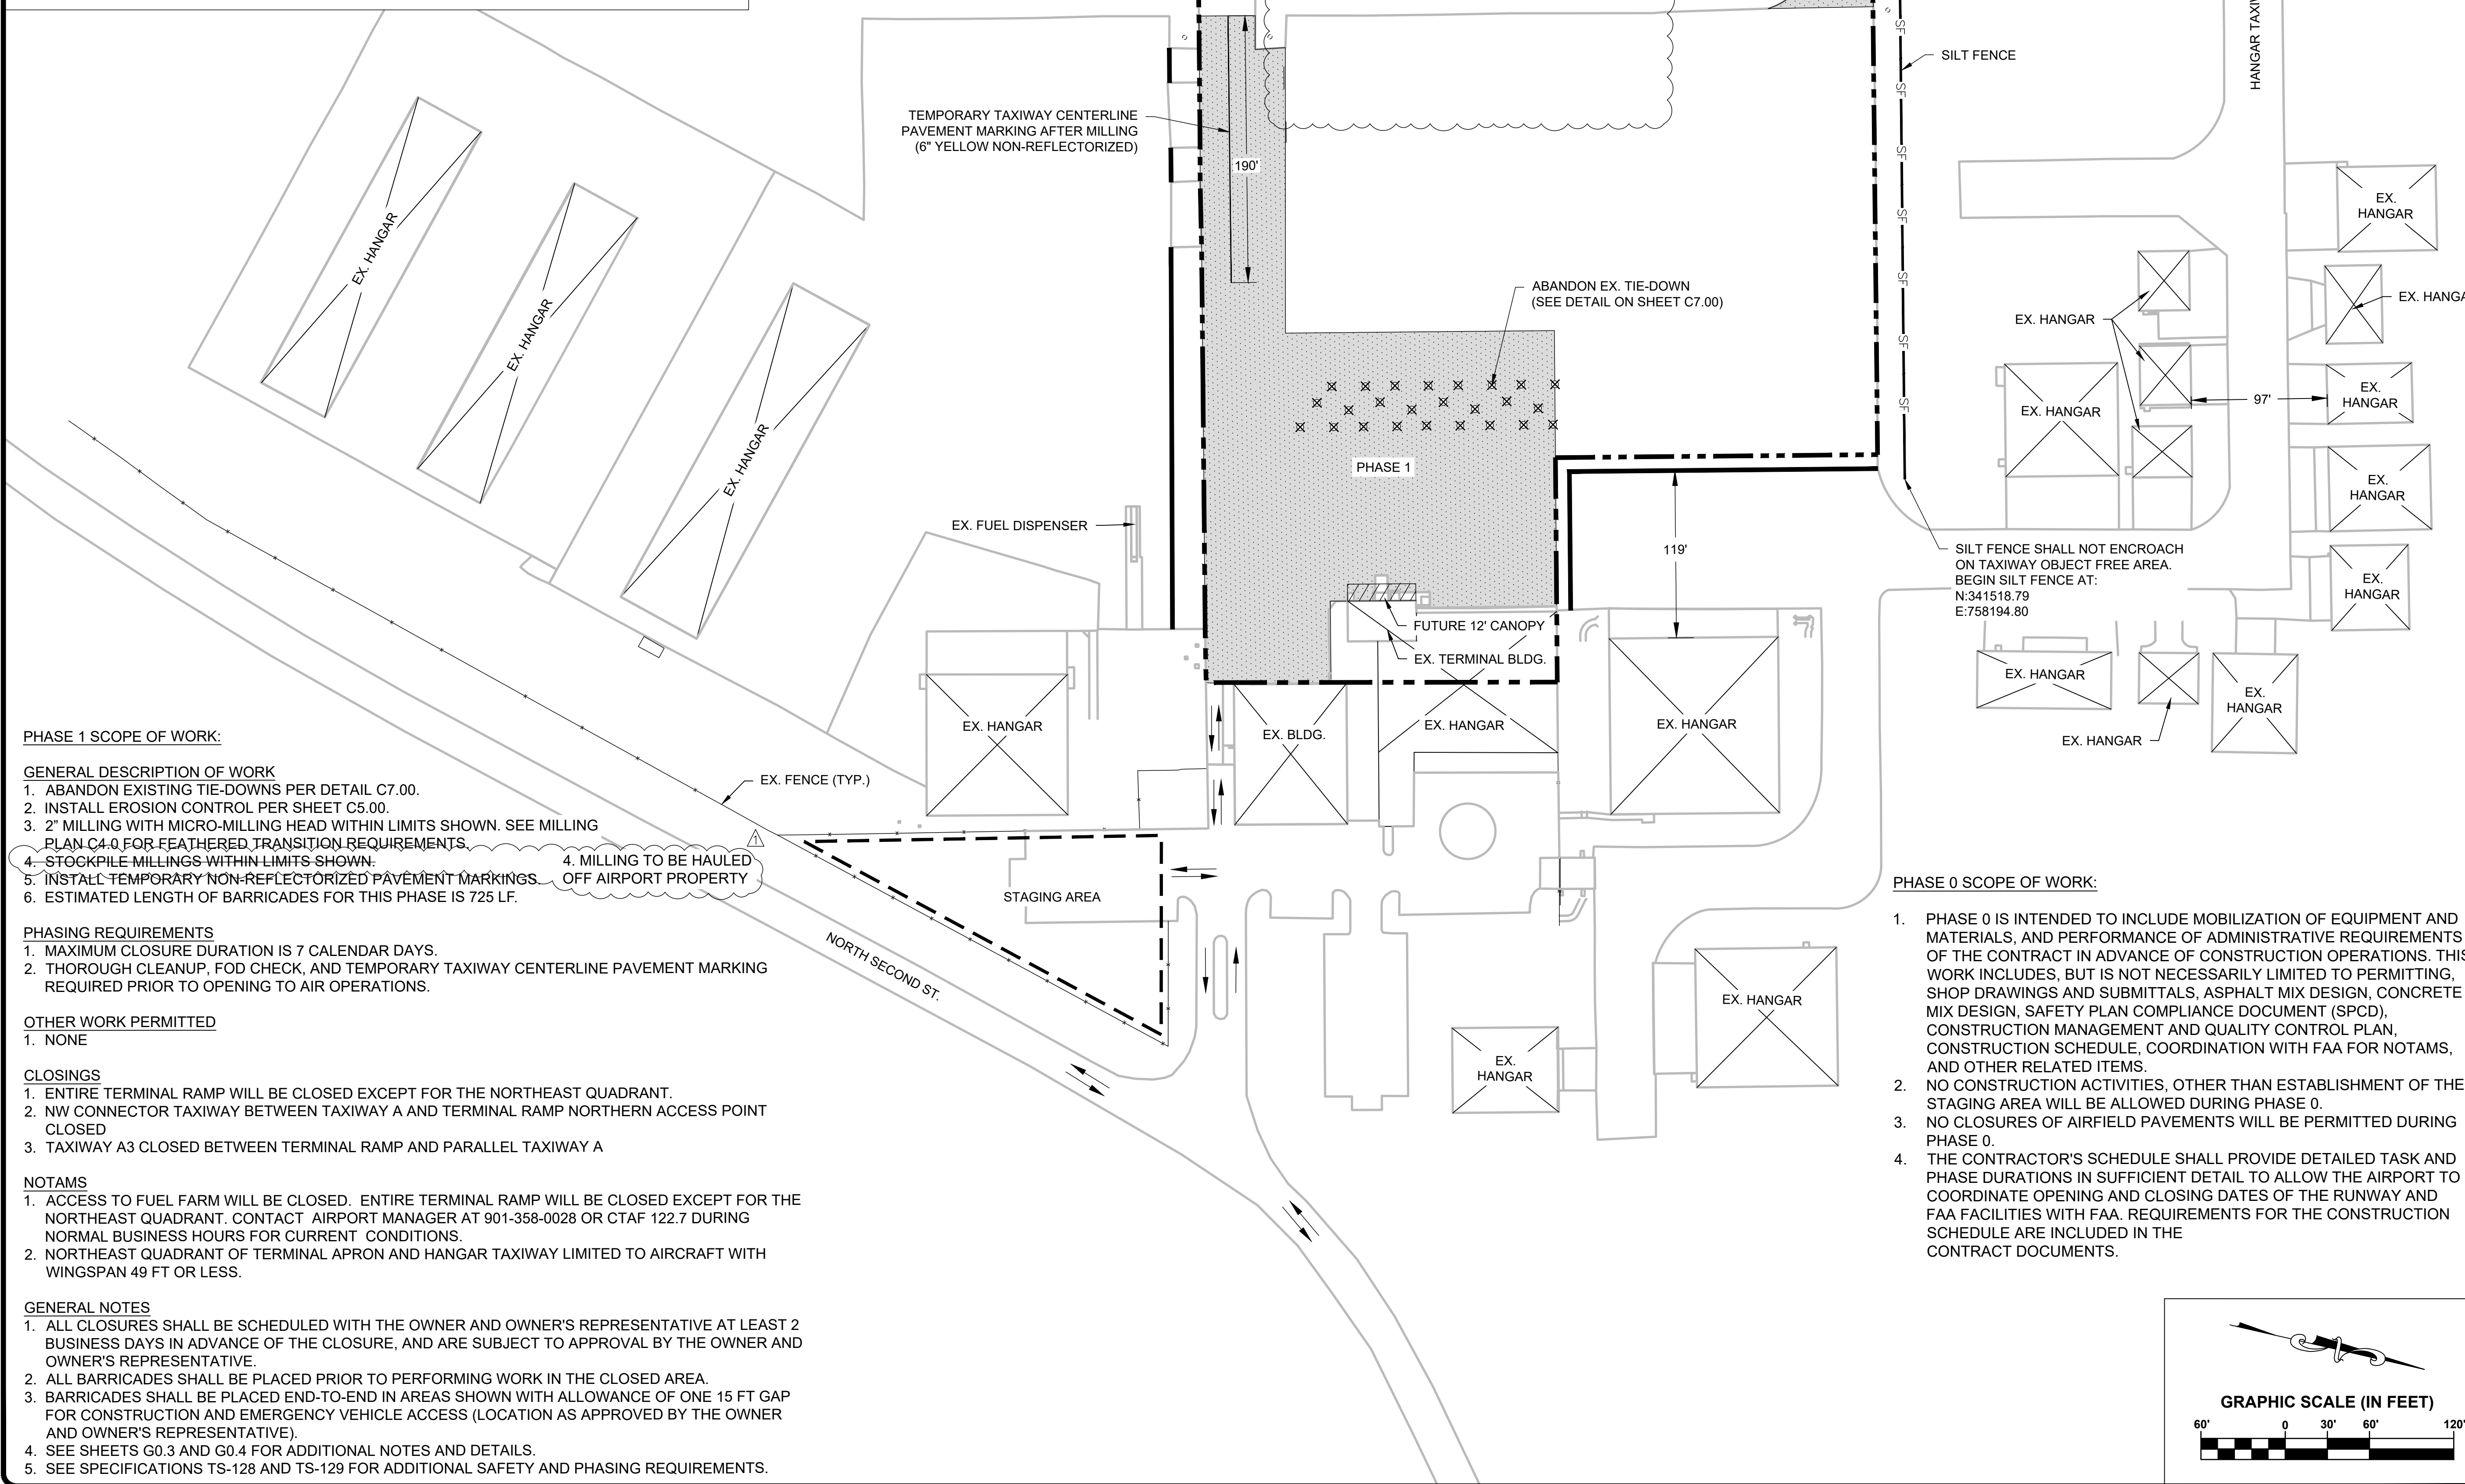 HANGAR
SILT FENCE
SF
SF
SF
SF
SF
SF
SF
TEMPORARY TAXIWAY CENTERLINE
PAVEMENT MARKING AFTER MILLING
(6" YELLOW NON-REFLECTORIZED)
190'
EX. HANGAR
EX. HANGAR
EX. HANGAR
ABANDON EX. TIE-DOWN
(SEE DETAIL ON SHEET C7.00)
EX.
HANGAR
EX.
EX. HANGAR
EX. HANGAR
97'
EX.
HANGAR
PHASE 1
EX.
HANGAR
EX. FUEL DISPENSER
119'
SILT FENCE SHALL NOT ENCROACH
ON TAXIWAY OBJECT FREE AREA.
BEGIN SILT FENCE AT:
N:341518.79
E:758194.80
EX.
HANGAR
FUTURE 12' CANOPY
EX. TERMINAL BLDG.
EX. HANGAR
EX.
HANGAR
EX. HANGAR
EX. HANGAR
EX. BLDG.
EX. HANGAR
EX. HANGAR
EX. FENCE (TYP.)
1
STAGING AREA
NORTH SECOND ST.
EX. HANGAR
EX.
HANGAR
PHASE 1 SCOPE OF WORK:
GENERAL DESCRIPTION OF WORK
1. ABANDON EXISTING TIE-DOWNS PER DETAIL C7.00.
2. INSTALL EROSION CONTROL PER SHEET C5.00.
3. 2” MILLING WITH MICRO-MILLING HEAD WITHIN LIMITS SHOWN. SEE MILLING
PLAN C4.0 FOR FEATHERED TRANSITION REQUIREMENTS.
4. STOCKPILE MILLINGS WITHIN LIMITS SHOWN.
4. MILLING TO BE HAULED
OFF AIRPORT PROPERTY
5. INSTALL TEMPORARY NON-REFLECTORIZED PAVEMENT MARKINGS.
6. ESTIMATED LENGTH OF BARRICADES FOR THIS PHASE IS 725 LF.
PHASING REQUIREMENTS
1. MAXIMUM CLOSURE DURATION IS 7 CALENDAR DAYS.
2. THOROUGH CLEANUP, FOD CHECK, AND TEMPORARY TAXIWAY CENTERLINE PAVEMENT MARKING
REQUIRED PRIOR TO OPENING TO AIR OPERATIONS.
OTHER WORK PERMITTED
1. NONE
CLOSINGS
1. ENTIRE TERMINAL RAMP WILL BE CLOSED EXCEPT FOR THE NORTHEAST QUADRANT.
2. NW CONNECTOR TAXIWAY BETWEEN TAXIWAY A AND TERMINAL RAMP NORTHERN ACCESS POINT
CLOSED
3. TAXIWAY A3 CLOSED BETWEEN TERMINAL RAMP AND PARALLEL TAXIWAY A
NOTAMS
1. ACCESS TO FUEL FARM WILL BE CLOSED. ENTIRE TERMINAL RAMP WILL BE CLOSED EXCEPT FOR THE
NORTHEAST QUADRANT. CONTACT AIRPORT MANAGER AT 901-358-0028 OR CTAF 122.7 DURING
NORMAL BUSINESS HOURS FOR CURRENT CONDITIONS.
2. NORTHEAST QUADRANT OF TERMINAL APRON AND HANGAR TAXIWAY LIMITED TO AIRCRAFT WITH
WINGSPAN 49 FT OR LESS.
GENERAL NOTES
1. ALL CLOSURES SHALL BE SCHEDULED WITH THE OWNER AND OWNER'S REPRESENTATIVE AT LEAST 2
BUSINESS DAYS IN ADVANCE OF THE CLOSURE, AND ARE SUBJECT TO APPROVAL BY THE OWNER AND
OWNER'S REPRESENTATIVE.
2. ALL BARRICADES SHALL BE PLACED PRIOR TO PERFORMING WORK IN THE CLOSED AREA.
3. BARRICADES SHALL BE PLACED END-TO-END IN AREAS SHOWN WITH ALLOWANCE OF ONE 15 FT GAP
FOR CONSTRUCTION AND EMERGENCY VEHICLE ACCESS (LOCATION AS APPROVED BY THE OWNER
AND OWNER'S REPRESENTATIVE).
4. SEE SHEETS G0.3 AND G0.4 FOR ADDITIONAL NOTES AND DETAILS.
5. SEE SPECIFICATIONS TS-128 AND TS-129 FOR ADDITIONAL SAFETY AND PHASING REQUIREMENTS.
PHASE 0 SCOPE OF WORK:
1. PHASE 0 IS INTENDED TO INCLUDE MOBILIZATION OF EQUIPMENT AND
MATERIALS, AND PERFORMANCE OF ADMINISTRATIVE REQUIREMENTS
OF THE CONTRACT IN ADVANCE OF CONSTRUCTION OPERATIONS.
WORK INCLUDES, BUT IS NOT NECESSARILY LIMITED TO PERMITTING,
SHOP DRAWINGS AND SUBMITTALS, ASPHALT MIX DESIGN, CONCRETE
MIX DESIGN, SAFETY PLAN COMPLIANCE DOCUMENT (SPCD),
CONSTRUCTION MANAGEMENT AND QUALITY CONTROL PLAN,
CONSTRUCTION SCHEDULE, COORDINATION WITH FAA FOR NOTAMS,
AND OTHER RELATED ITEMS.
2. NO CONSTRUCTION ACTIVITIES, OTHER THAN ESTABLISHMENT OF THE
STAGING AREA WILL BE ALLOWED DURING PHASE 0.
3. NO CLOSURES OF AIRFIELD PAVEMENTS WILL BE PERMITTED DURING
PHASE 0.
4. THE CONTRACTOR'S SCHEDULE SHALL PROVIDE DETAILED TASK AND
PHASE DURATIONS IN SUFFICIENT DETAIL TO ALLOW THE AIRPORT TO
COORDINATE OPENING AND CLOSING DATES OF THE RUNWAY AND
FAA FACILITIES WITH FAA. REQUIREMENTS FOR THE CONSTRUCTION
SCHEDULE ARE INCLUDED IN THE
CONTRACT DOCUMENTS.
GRAPHIC SCALE (IN FEET)
60' 0 30' 60' 120'